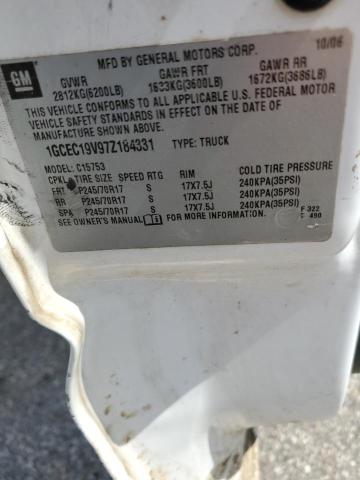 MFD BY GENERAL MOTORS CORP. 10/06
GM GVWR GAWR FRT GAWR RR
2812KG(6200LB) 1633KG(3600LB) 1672KG(3686LB)
THIS VEHICLE CONFORMS TO ALL APPLICABLE U.S. FEDERAL MOTOR
VEHICLE SAFETY STANDARDS IN EFFECT ON THE DATE OF
MANUFACTURE SHOWN ABOVE.
1GCEC19V97Z184331 TYPE: TRUCK
MODEL: C15753
CPKL TIRE SIZE SPEED RTG RIM COLD TIRE PRESSURE
FRT P245/70R17 S 17X7.5J 240KPA(35PSI)
RR P245/70R17 S 17X7.5J 240KPA(35PSI)
SPA P245/70R17 S 17X7.5J 240KPA(35PSI)
SEE OWNER'S MANUAL FOR MORE INFORMATION.
F 322
C 490